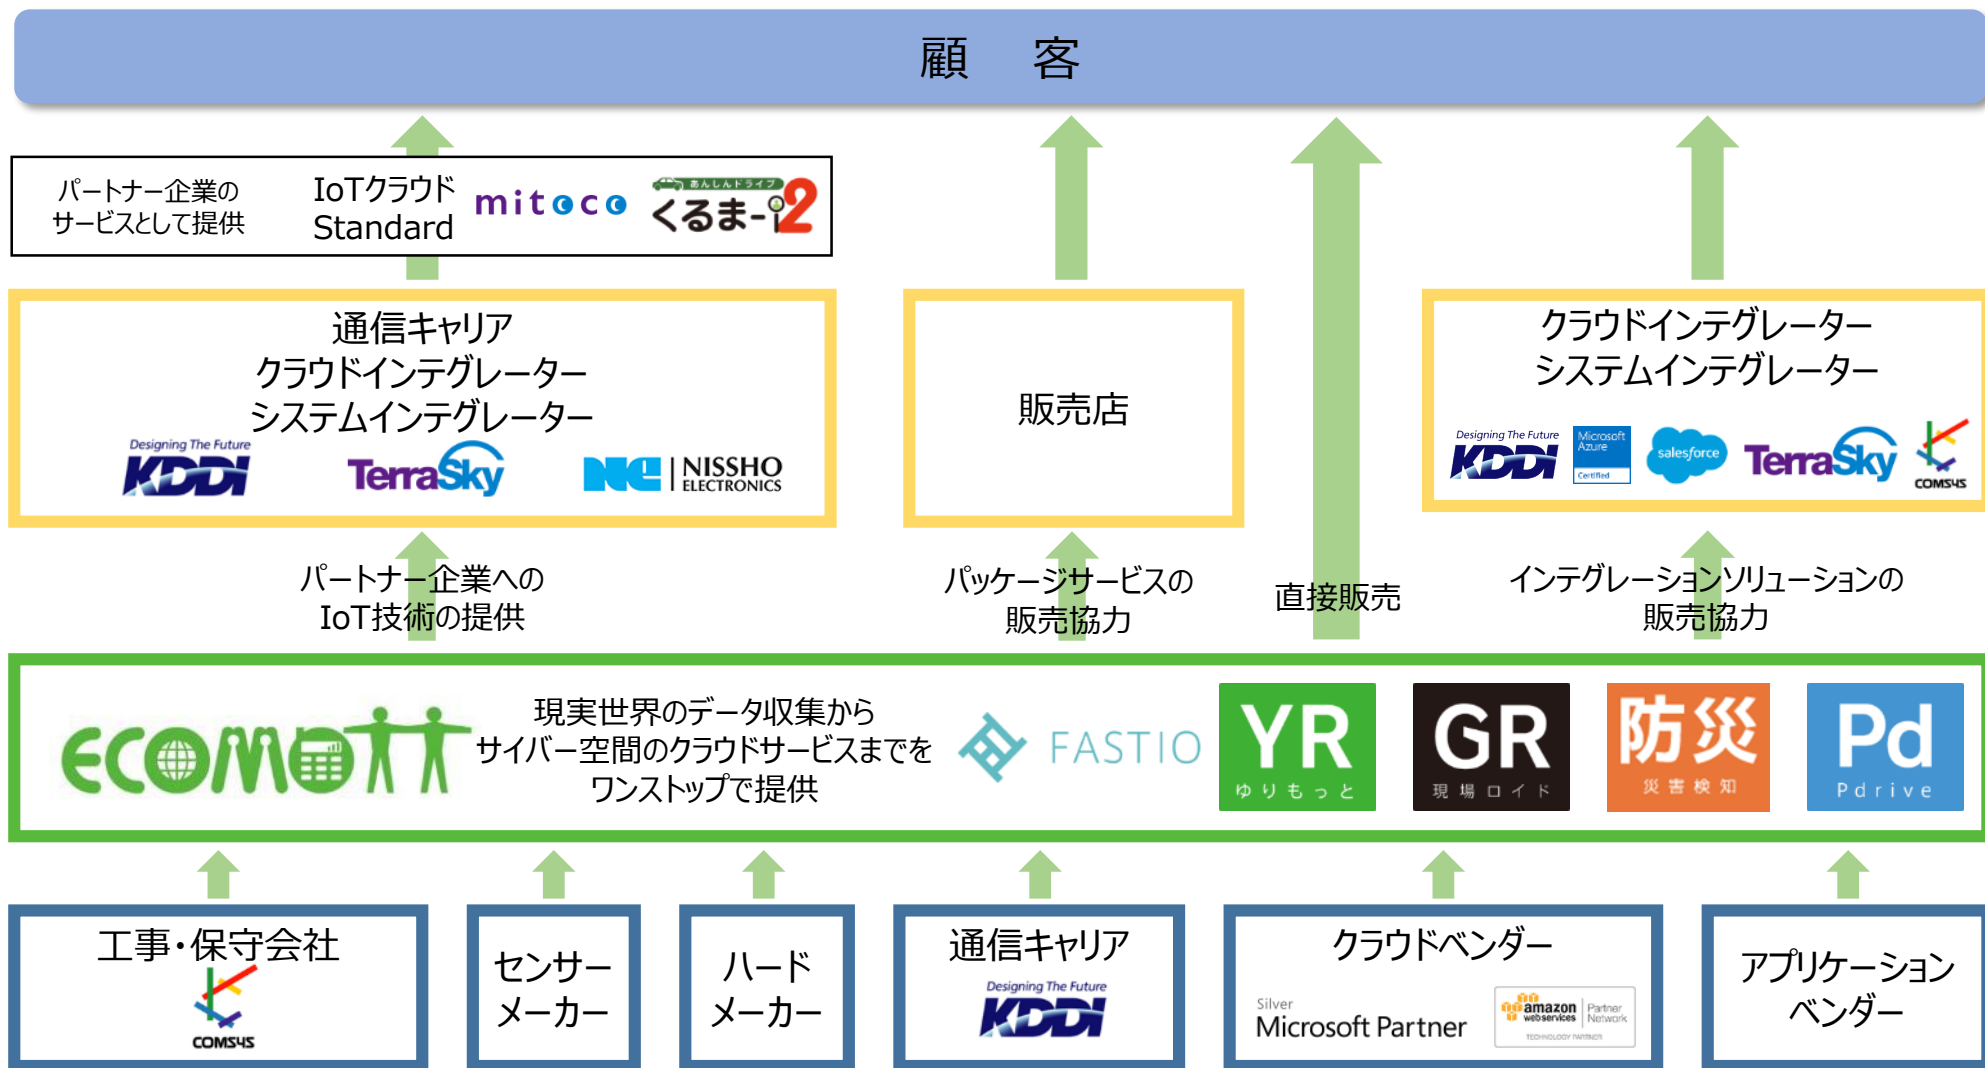 顧　客
パートナー企業の
サービスとして提供
IoTクラウド
Standard
mitoco
あんしんドライブ
くるまーi2
通信キャリア
クラウドインテグレーター
システムインテグレーター
Designing The Future
KDDI
TerraSky
NISSHO
ELECTRONICS
販売店
クラウドインテグレーター
システムインテグレーター
Designing The Future
KDDI
Microsoft
Azure
Certified
salesforce
TerraSky
COMSYS
パートナー企業への
IoT技術の提供
パッケージサービスの
販売協力
直接販売
インテグレーションソリューションの
販売協力
ECOMOTT
現実世界のデータ収集から
サイバー空間のクラウドサービスまでを
ワンストップで提供
FASTIO
YR
ゆりもっと
GR
現場ロイド
防災
災害検知
Pd
Pdrive
工事・保守会社
COMSYS
センサー
メーカー
ハード
メーカー
通信キャリア
Designing The Future
KDDI
クラウドベンダー
Silver
Microsoft Partner
amazon
webservices
Partner
Network
TECHNOLOGY PARTNER
アプリケーション
ベンダー